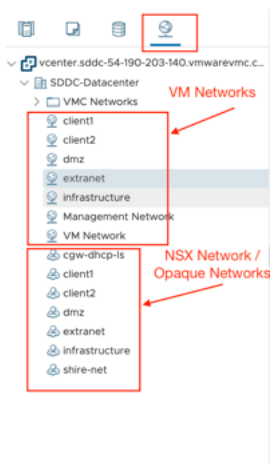 vcenter.sddc-54-190-203-140.vmwarevmc.c...
SDDC-Datacenter
VMC Networks
VM Networks
client1
client2
dmz
extranet
infrastructure
Management Network
VM Network
cgw-dhcp-ls
NSX Network /
Opaque Networks
client1
client2
dmz
extranet
infrastructure
shire-net